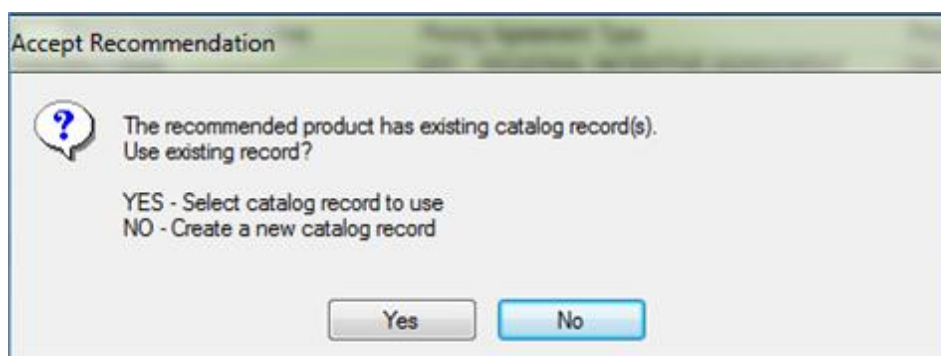 Accept Recommendation
The recommended product has existing catalog record(s).
Use existing record?
YES - Select catalog record to use
NO - Create a new catalog record
Yes
No